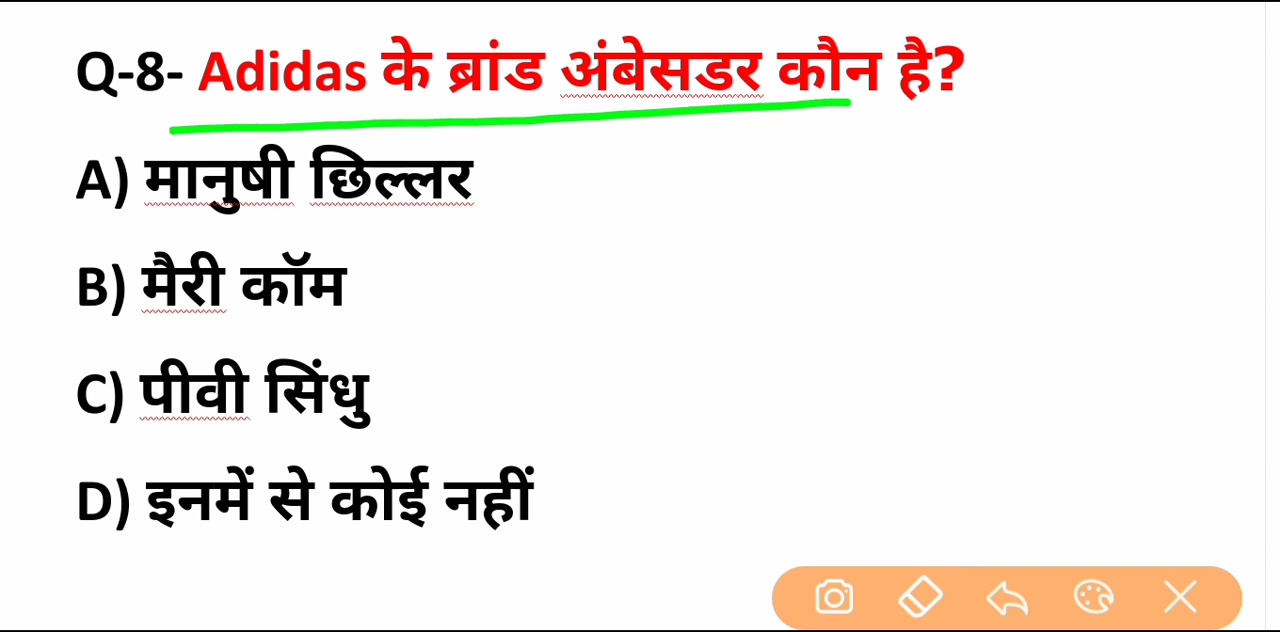 Q-8- Adidas के ब्रांड अंबेसडर कौन है?
A) मानुषी छिल्लर
B) मैरी कॉम
C) पीवी सिंधु
D) इनमें से कोई नहीं